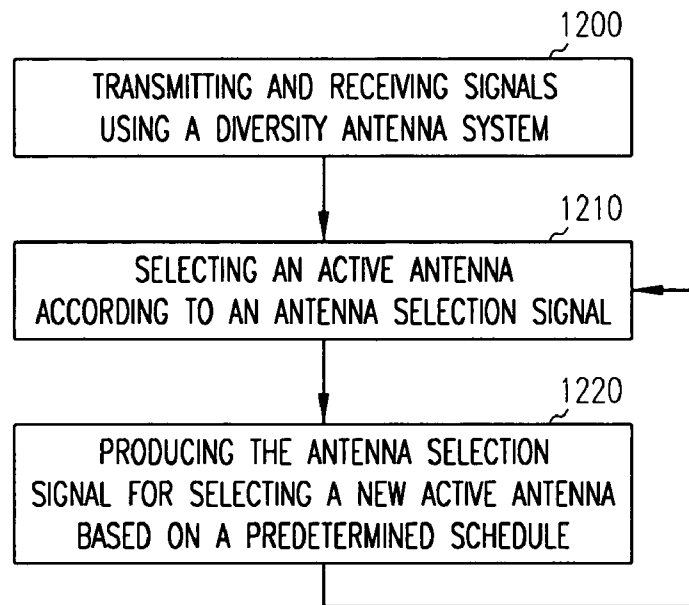 1200
TRANSMITTING AND RECEIVING SIGNALS
USING A DIVERSITY ANTENNA SYSTEM
1210
SELECTING AN ACTIVE ANTENNA
ACCORDING TO AN ANTENNA SELECTION SIGNAL
1220
PRODUCING THE ANTENNA SELECTION
SIGNAL FOR SELECTING A NEW ACTIVE ANTENNA
BASED ON A PREDETERMINED SCHEDULE